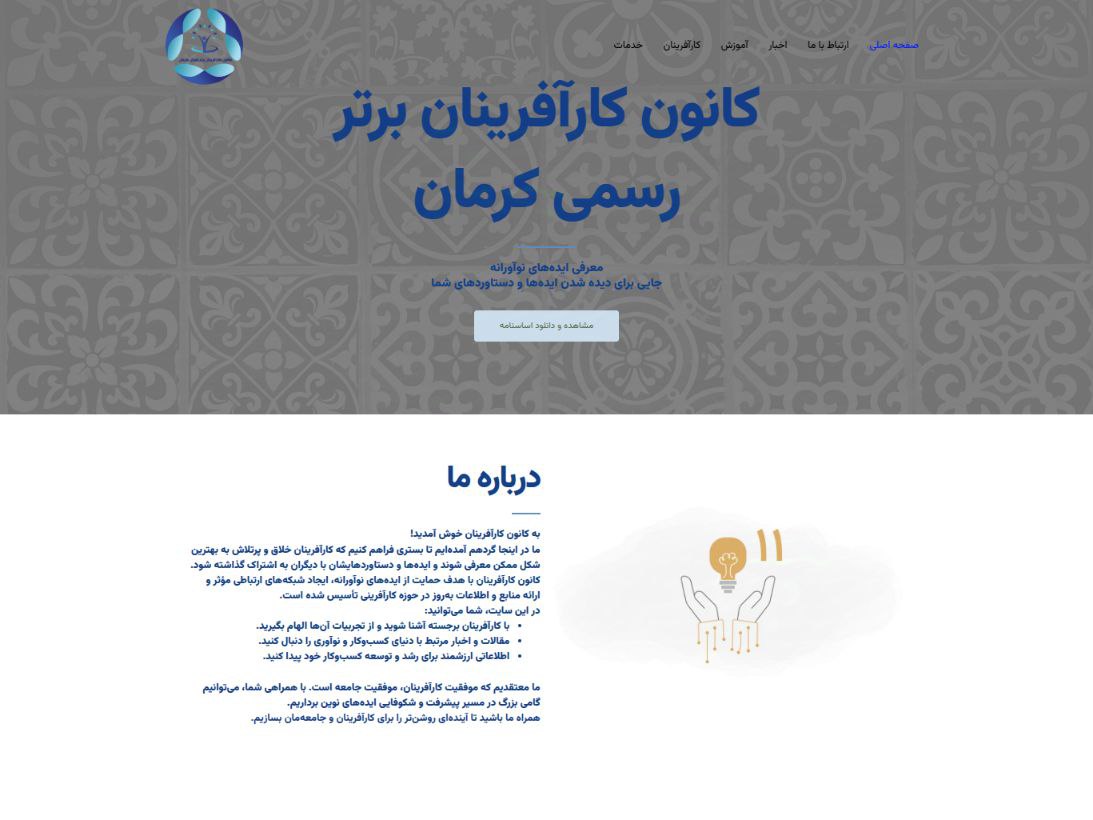 صفحه اصلی
ارتباط با ما
اخبار
آموزش
کارآفرینان
خدمات
کانون کارآفرینان برتر
رسمی کرمان
معرفی ایده‌های نوآورانه
جایی برای دیده شدن ایده‌ها و دستاوردهای شما
مشاهده و دانلود اساسنامه
درباره ما
به کانون کارآفرینان خوش آمدید!
ما در اینجا گردهم آمده‌ایم تا بستری فراهم کنیم که کارآفرینان خلاق و پرتلاش به بهترین
شکل ممکن معرفی شوند و ایده‌ها و دستاوردهایشان با دیگران به اشتراک گذاشته شود.
کانون کارآفرینان با هدف حمایت از ایده‌های نوآورانه، ایجاد شبکه‌های ارتباطی مؤثر و
ارائه منابع و اطلاعات به‌روز در حوزه کارآفرینی تأسیس شده است.
در این سایت، شما می‌توانید:
• با کارآفرینان برجسته آشنا شوید و از تجربیات آن‌ها الهام بگیرید.
• مقالات و اخبار مرتبط با دنیای کسب‌وکار و نوآوری را دنبال کنید.
• اطلاعاتی ارزشمند برای رشد و توسعه کسب‌وکار خود پیدا کنید.
ما معتقدیم که موفقیت کارآفرینان، موفقیت جامعه است. با همراهی شما، می‌توانیم
گامی بزرگ در مسیر پیشرفت و شکوفایی ایده‌های نوین برداریم.
همراه ما باشید تا آینده‌ای روشن‌تر را برای کارآفرینان و جامعه‌مان بسازیم.